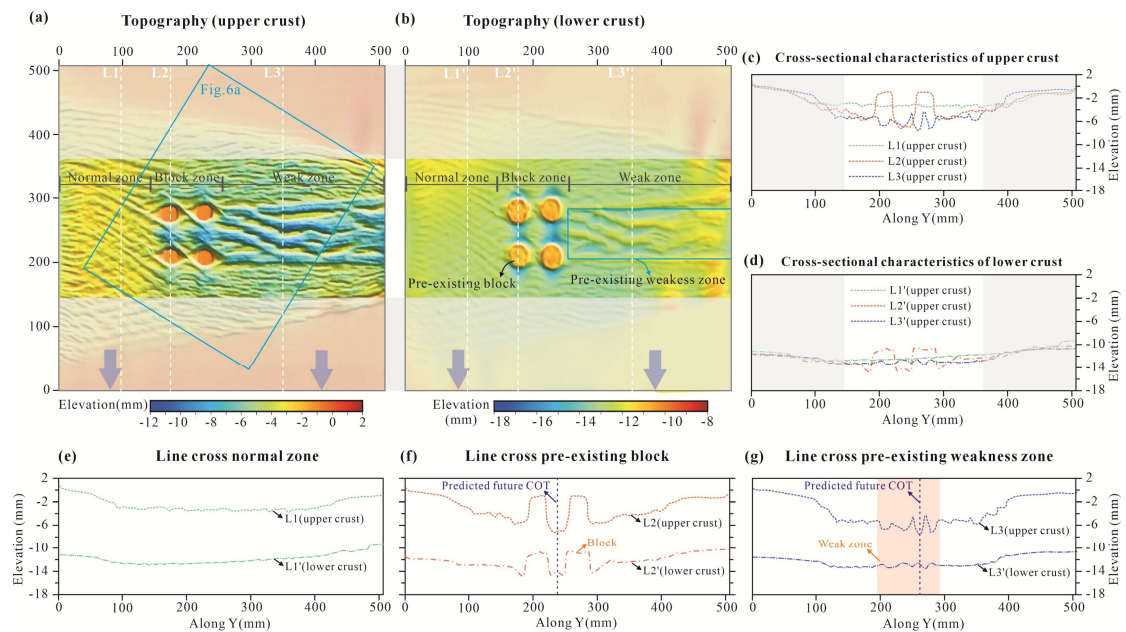 (a) Topography (upper crust)
0 100 200 300 400 500
500
400
300
200
100
0
L1 L2 L3
Fig.6a
Normal zone Block zone Weak zone
Elevation(mm)
-12 -10 -8 -6 -4 -2 0 2
(b) Topography (lower crust)
0 100 200 300 400 500
L1' L2' L3'
Normal zone Block zone Weak zone
Pre-existing block Pre-existing weakess zone
Elevation
(mm)
-18 -16 -14 -12 -10 -8
(c) Cross-sectional characteristics of upper crust
2
-2
-6
-10
-14
-18
Elevation (mm)
L1(upper crust)
L2(upper crust)
L3(upper crust)
0 100 200 300 400 500
Along Y(mm)
(d) Cross-sectional characteristics of lower crust
2
-2
-6
-10
-14
-18
Elevation (mm)
L1'(upper crust)
L2'(upper crust)
L3'(upper crust)
0 100 200 300 400 500
Along Y(mm)
(e) Line cross normal zone
Elevation (mm)
2
-2
-6
-10
-14
-18
L1(upper crust)
L1'(lower crust)
0 100 200 300 400 500
Along Y(mm)
(f) Line cross pre-existing block
Predicted future COT
L2(upper crust)
Block
L2'(lower crust)
0 100 200 300 400 500
Along Y(mm)
(g) Line cross pre-existing weakness zone
Predicted future COT
L3(upper crust)
Weak zone
L3'(lower crust)
2
-2
-6
-10
-14
-18
Elevation (mm)
0 100 200 300 400 500
Along Y(mm)